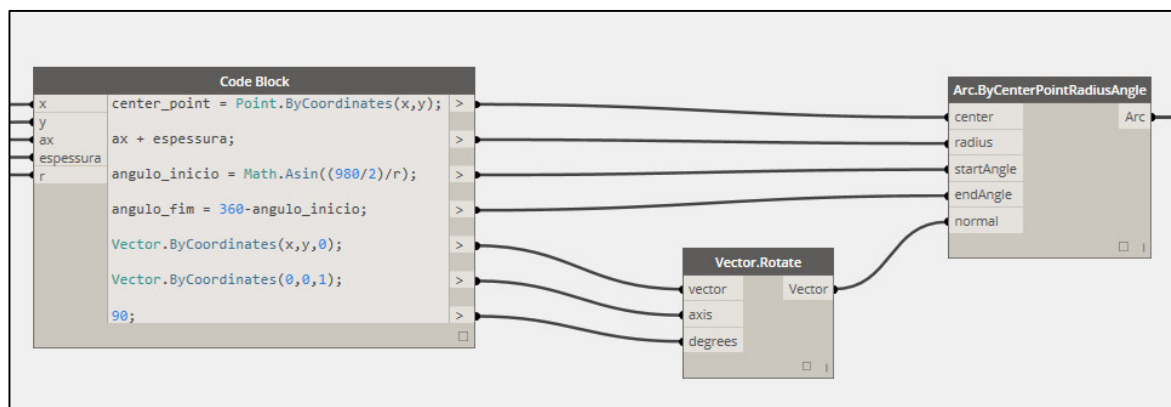 Code Block
x
y
ax
espessura
r
center_point = Point.ByCoordinates(x,y); >
ax + espessura; >
angulo_inicio = Math.Asin((980/2)/r); >
angulo_fim = 360-angulo_inicio; >
Vector.ByCoordinates(x,y,0); >
Vector.ByCoordinates(0,0,1); >
90; >
Vector.Rotate
vector Vector
axis
degrees
Arc.ByCenterPointRadiusAngle
center Arc
radius
startAngle
endAngle
normal